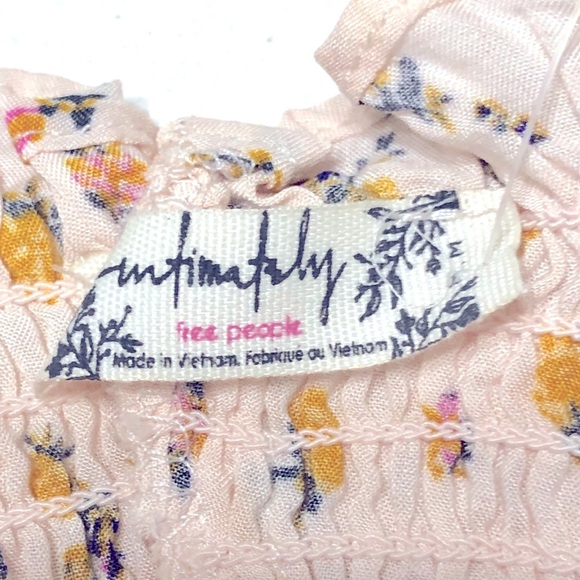 intimately
free people
Made in Vietnam. Fabriqué au Vietnam
M